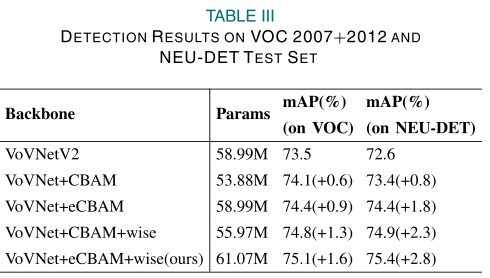 TABLE III
DETECTION RESULTS ON VOC 2007+2012 AND
NEU-DET TEST SET
Backbone Params mAP(%) (on VOC) mAP(%) (on NEU-DET)
VoVNetV2 58.99M 73.5 72.6
VoVNet+CBAM 53.88M 74.1(+0.6) 73.4(+0.8)
VoVNet+eCBAM 58.99M 74.4(+0.9) 74.4(+1.8)
VoVNet+CBAM+wise 55.97M 74.8(+1.3) 74.9(+2.3)
VoVNet+eCBAM+wise(ours) 61.07M 75.1(+1.6) 75.4(+2.8)